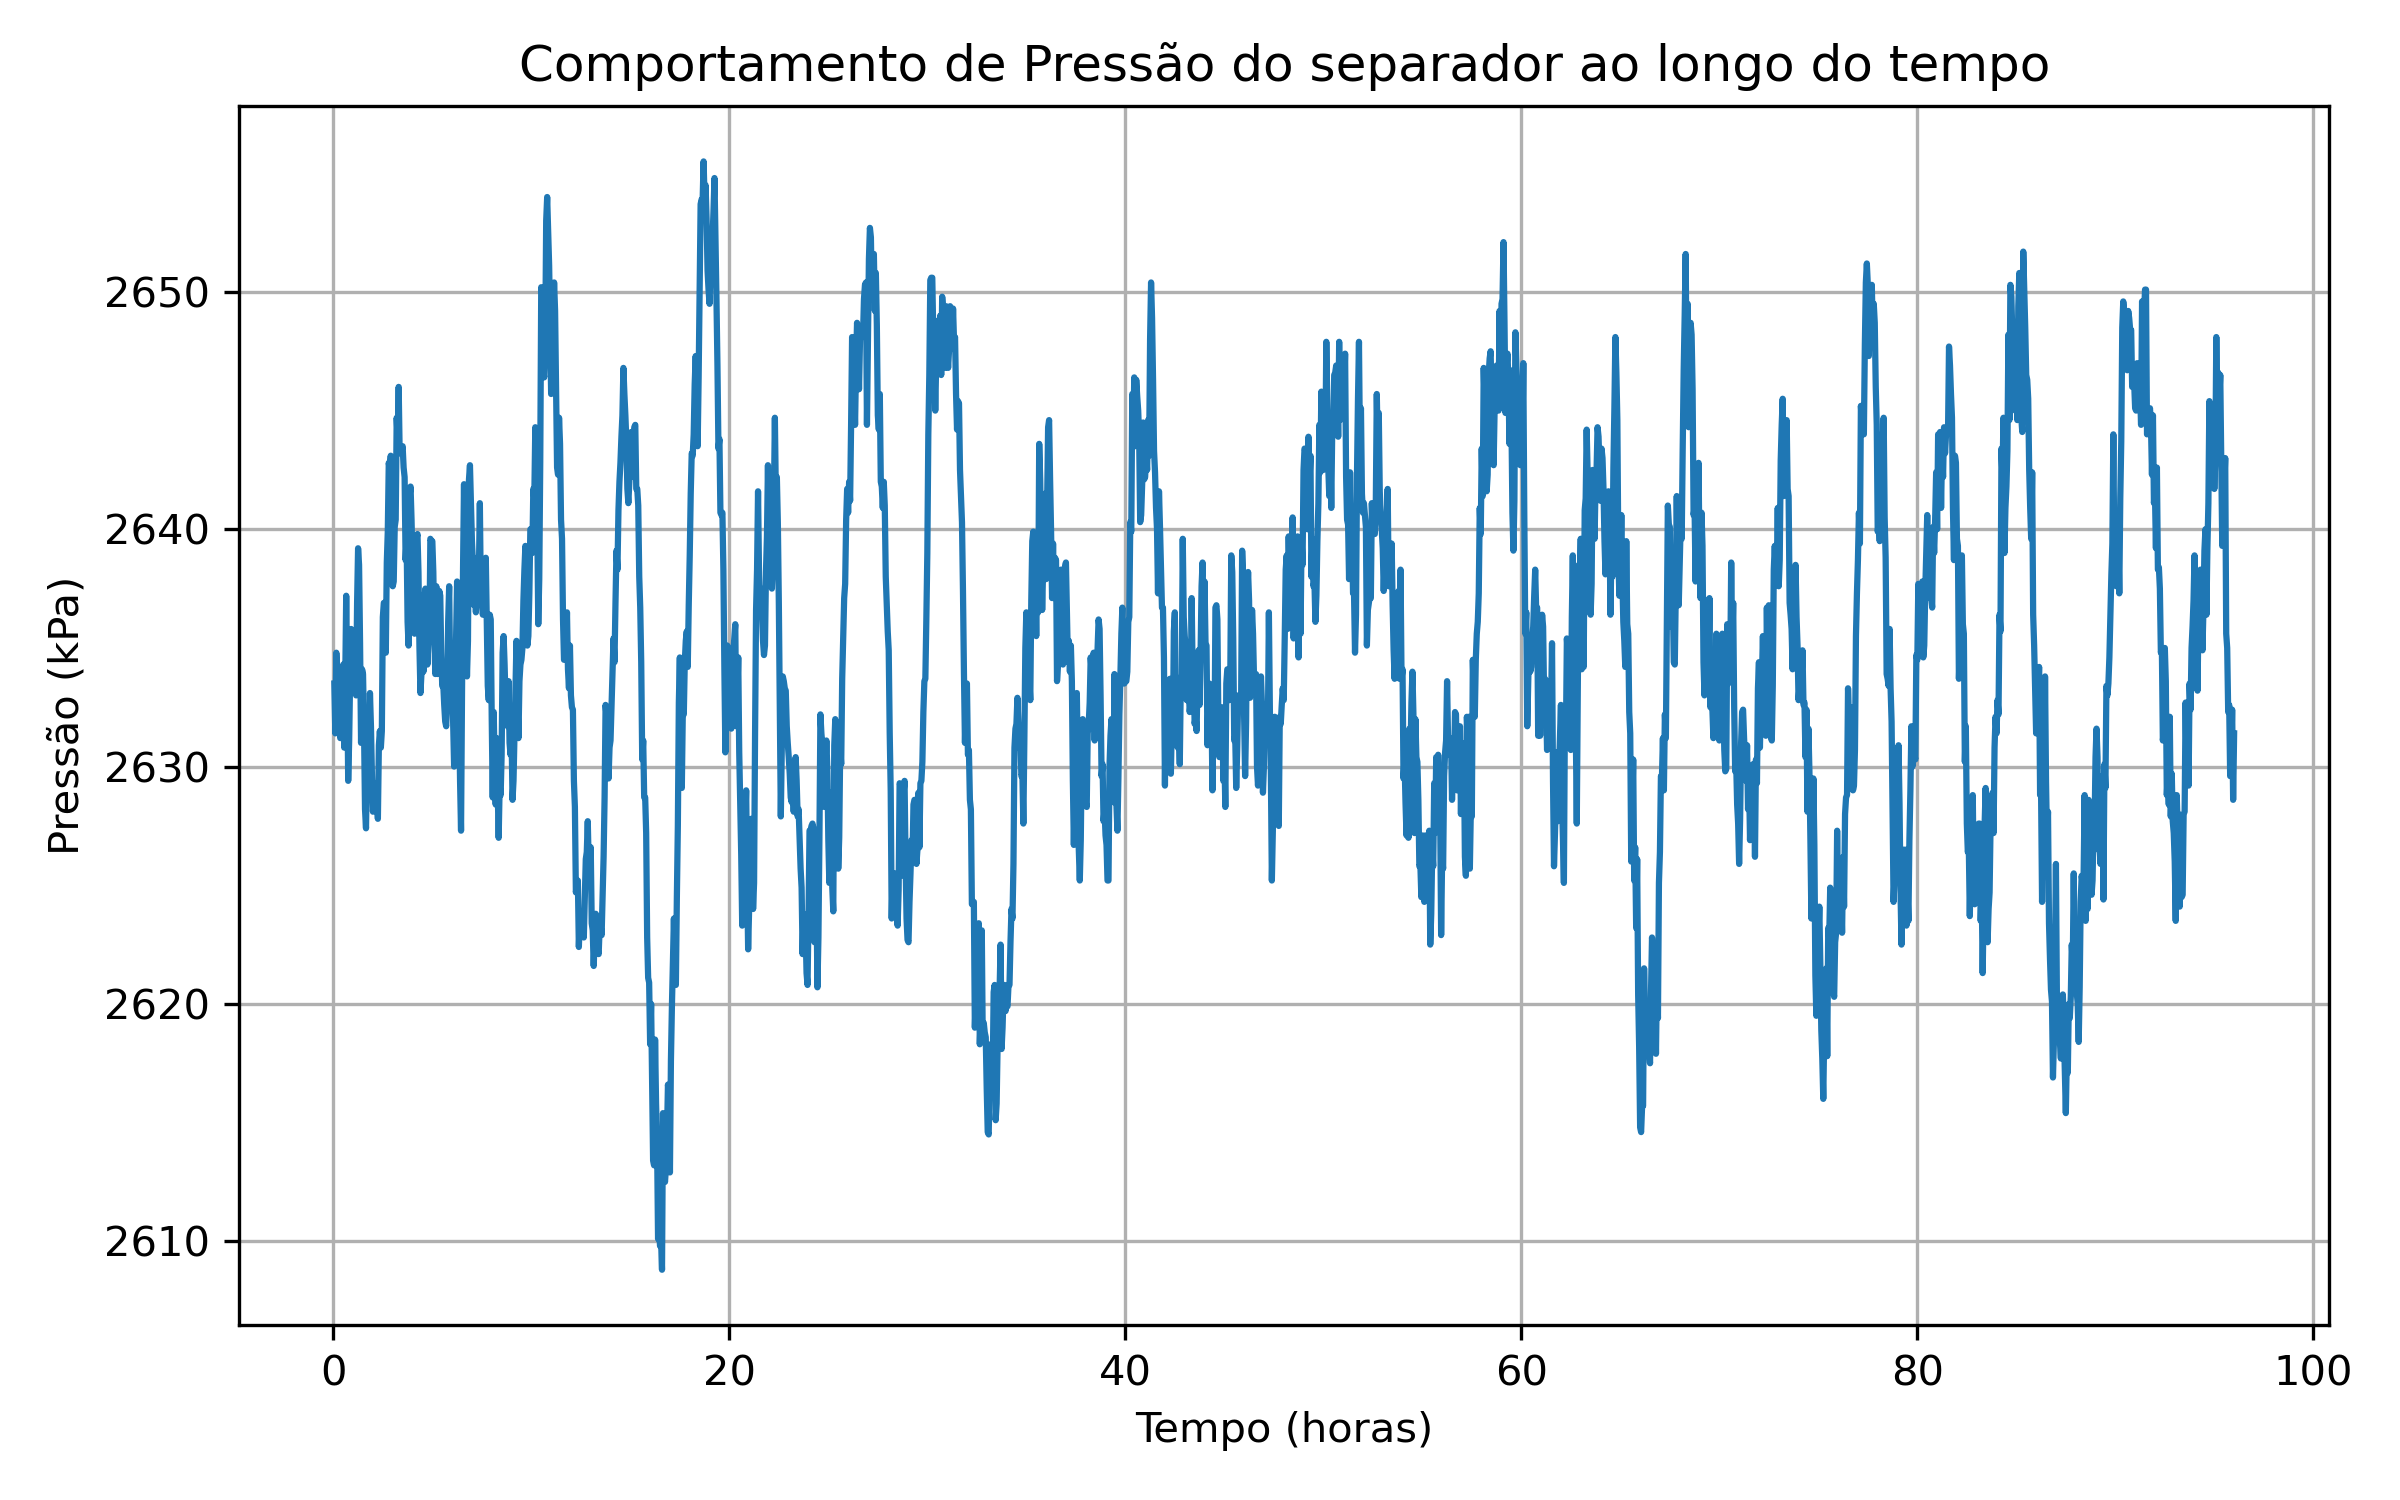 Comportamento de Pressão do separador ao longo do tempo
Pressão (kPa)
2650
2640
2630
2620
2610
0 20 40 60 80 100
Tempo (horas)